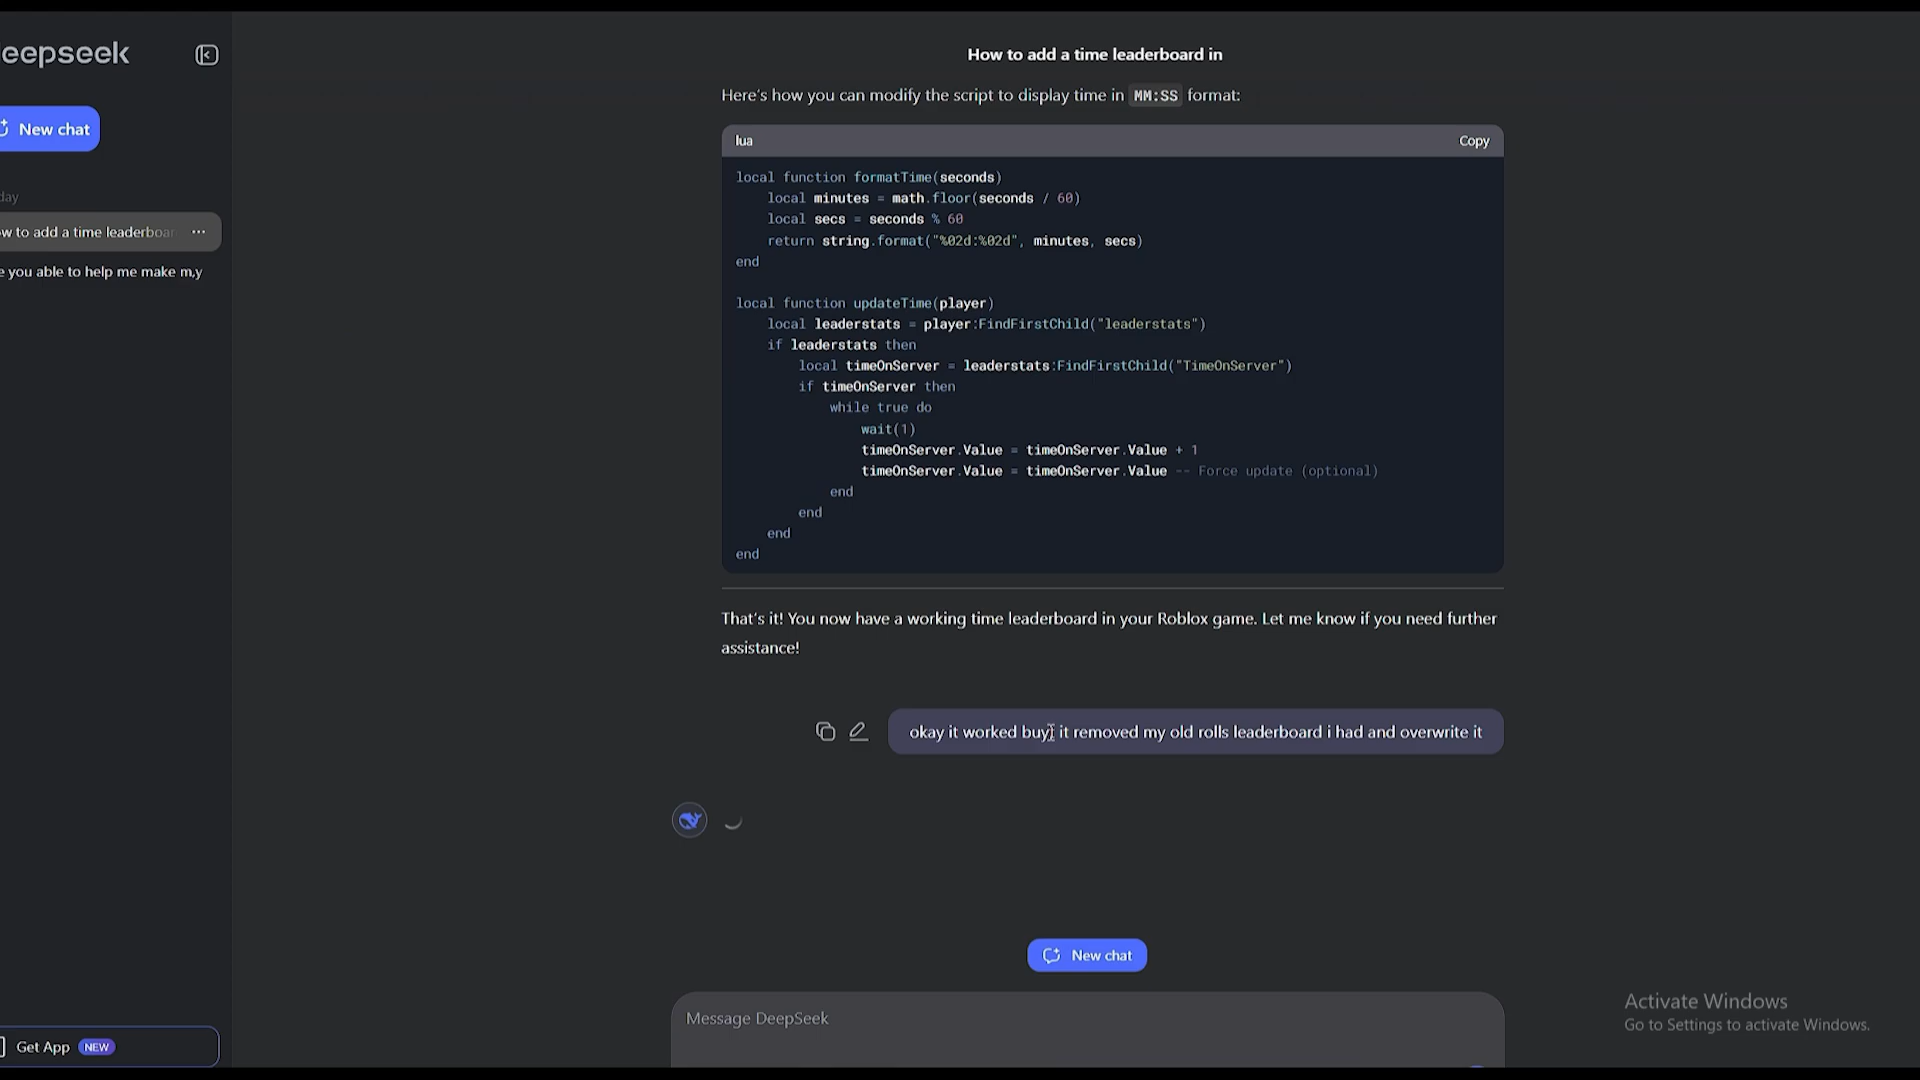 eepseek
New chat
day
w to add a time leaderboar ...
e you able to help me make m,y
Get App NEW
How to add a time leaderboard in
Here's how you can modify the script to display time in MM:SS format:
lua Copy
local function formatTime(seconds)
    local minutes = math.floor(seconds / 60)
    local secs = seconds % 60
    return string.format("%02d:%02d", minutes, secs)
end
local function updateTime(player)
    local leaderstats = player:FindFirstChild("leaderstats")
    if leaderstats then
        local timeOnServer = leaderstats:FindFirstChild("TimeOnServer")
        if timeOnServer then
            while true do
                wait(1)
                timeOnServer.Value = timeOnServer.Value + 1
                timeOnServer.Value = timeOnServer.Value -- Force update (optional)
            end
        end
    end
end
That's it! You now have a working time leaderboard in your Roblox game. Let me know if you need further
assistance!
okay it worked buy it removed my old rolls leaderboard i had and overwrite it
New chat
Message DeepSeek
Activate Windows
Go to Settings to activate Windows.